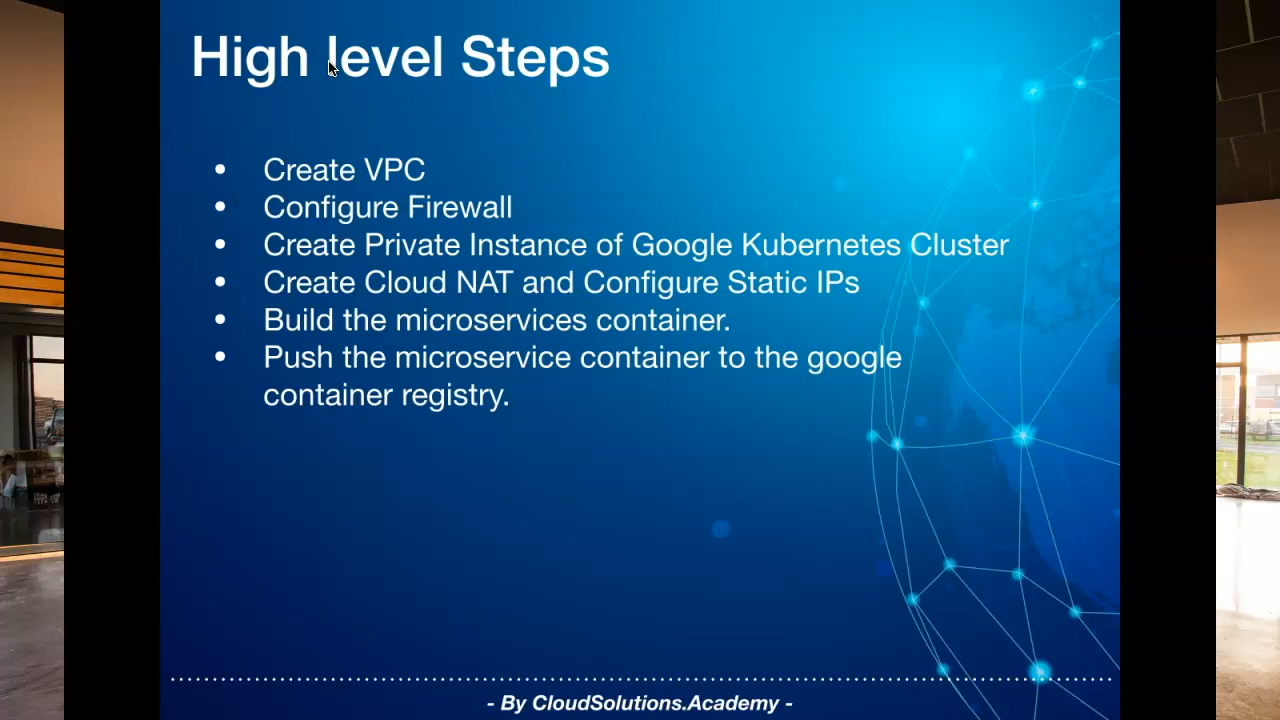 High level Steps
• Create VPC
• Configure Firewall
• Create Private Instance of Google Kubernetes Cluster
• Create Cloud NAT and Configure Static IPs
• Build the microservices container.
• Push the microservice container to the google
container registry.
- By CloudSolutions.Academy -